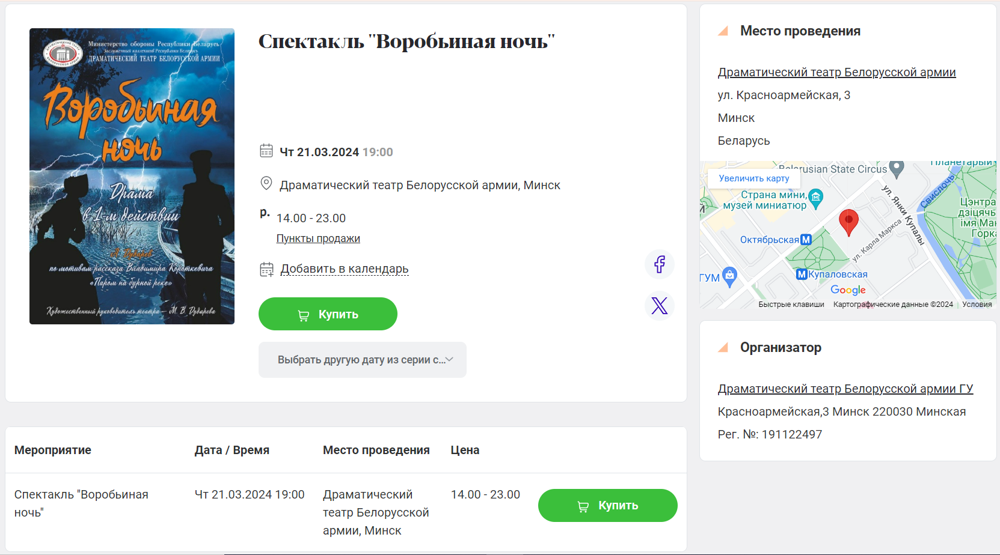 ДРАМАТИЧЕСКИЙ ТЕАТР
БЕЛОРУССКОЙ АРМИИ
Министерство обороны Республики Беларусь
Заслуженный коллектив Республики Беларусь
ДРАМАТИЧЕСКИЙ ТЕАТР БЕЛОРУССКОЙ АРМИИ
Воробьиная
ночь
Драма
в 1-м действии
А. Дударев
по мотивам рассказа Владимира Короткевича
«Паром на бурной реке»
Художественный руководитель театра – М. В. Дударева
Спектакль "Воробьиная ночь"
Чт 21.03.2024 19:00
Драматический театр Белорусской армии, Минск
р.
14.00 - 23.00
Пункты продажи
Добавить в календарь
Купить
Выбрать другую дату из серии с...
Мероприятие Дата / Время Место проведения Цена
Спектакль "Воробьиная Чт 21.03.2024 19:00 Драматический 14.00 - 23.00
ночь" театр Белорусской Купить
армии, Минск
Место проведения
Драматический театр Белорусской армии
ул. Красноармейская, 3
Минск
Беларусь
Планетарый
Belarusian State Circus
Увеличить карту
Страна мини,
музей миниатюр
Свислочь
ул. Янки Купалы
Цэнтра
дзіцячь
імя Мак
Горка
Октябрьская M
ул. Карла Маркса
M Купаловская
ГУМ
Google
Быстрые клавиши Картографические данные ©2024 Условия
Организатор
Драматический театр Белорусской армии ГУ
Красноармейская,3 Минск 220030 Минская
Рег. №: 191122497